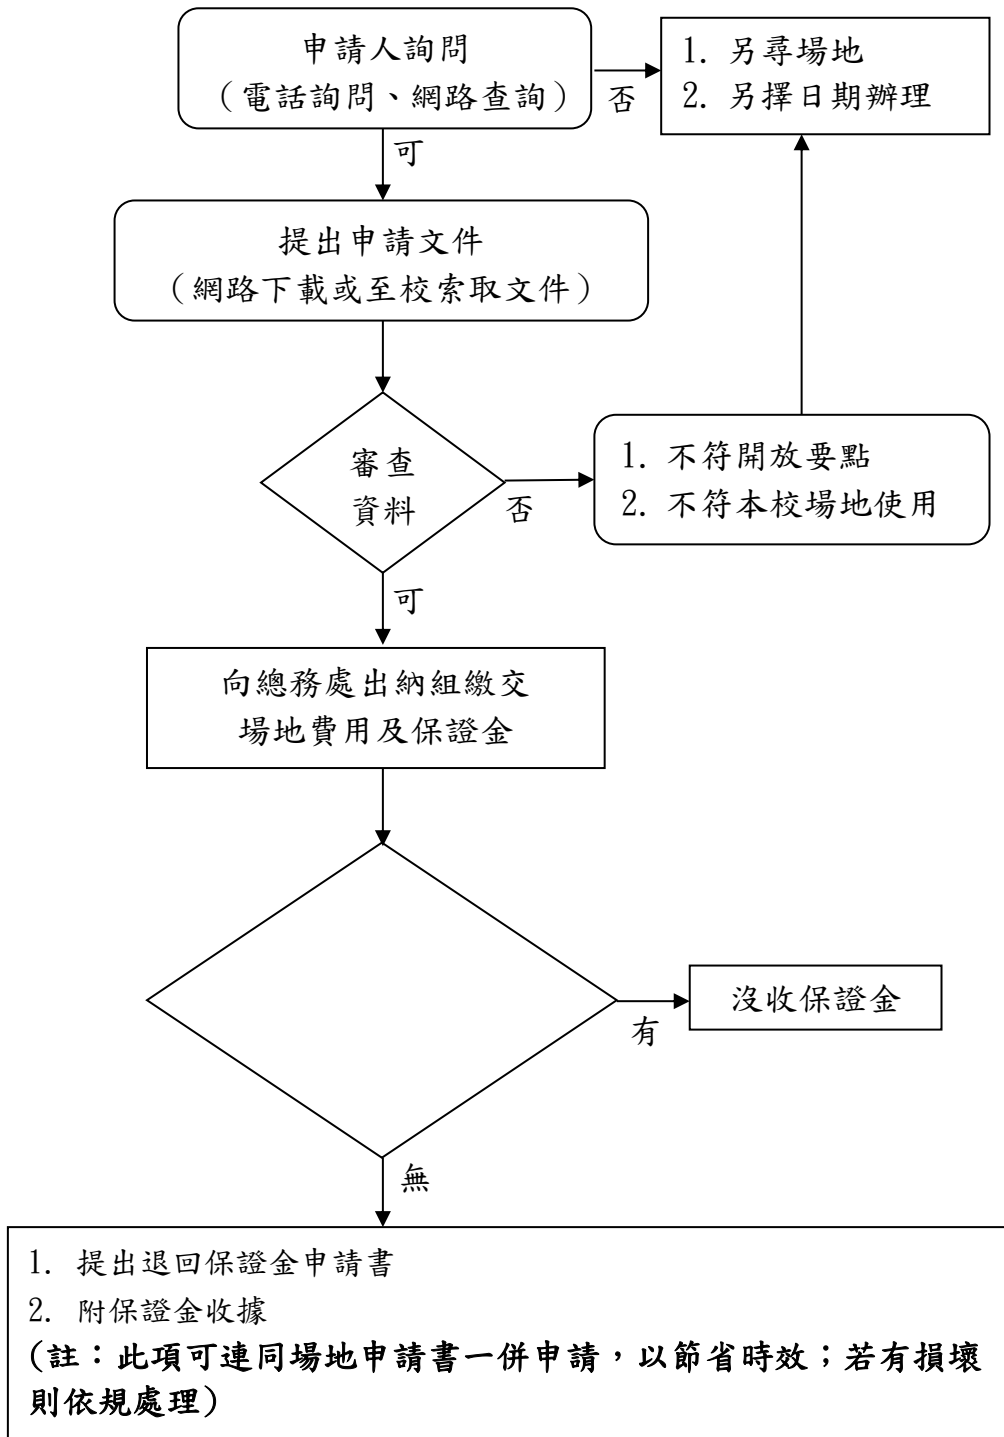 申請人詢問
（電話詢問、網路查詢）
否
1. 另尋場地
2. 另擇日期辦理
可
提出申請文件
（網路下載或至校索取文件）
審查
資料
否
1. 不符開放要點
2. 不符本校場地使用
可
向總務處出納組繳交
場地費用及保證金
有
沒收保證金
無
1. 提出退回保證金申請書
2. 附保證金收據
(註：此項可連同場地申請書一併申請，以節省時效；若有損壞
則依規處理)